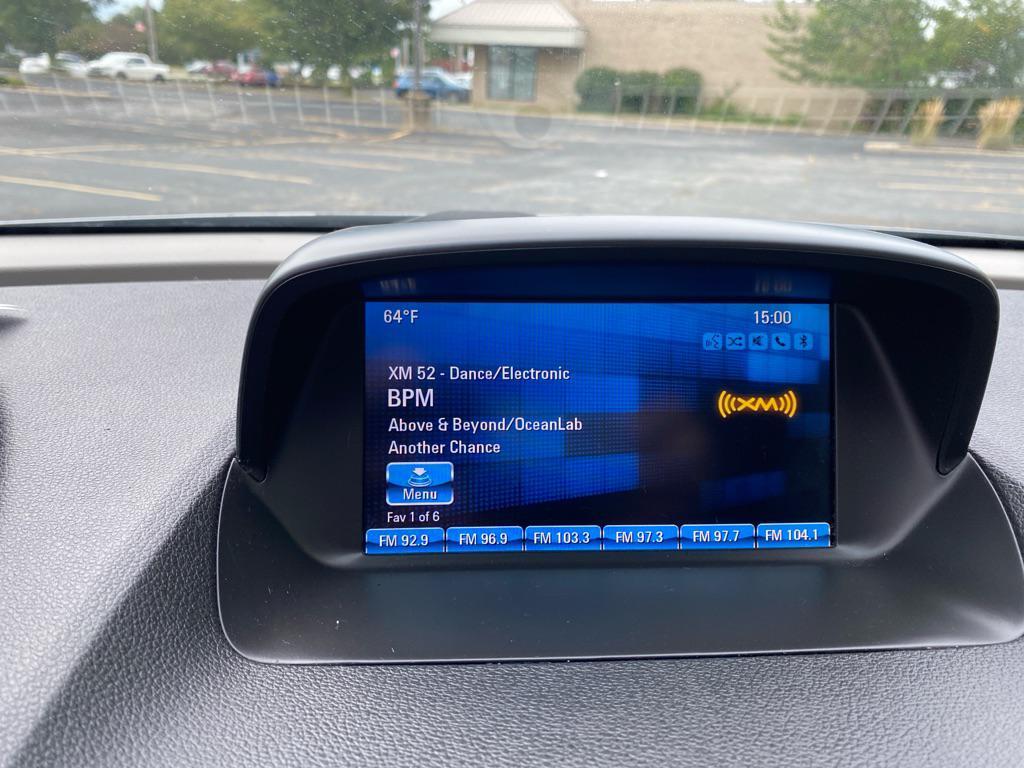 64°F 15:00
XM 52 - Dance/Electronic
BPM
((XM))
Above & Beyond/OceanLab
Another Chance
Menu
Fav 1 of 6
FM 92.9 FM 96.9 FM 103.3 FM 97.3 FM 97.7 FM 104.1